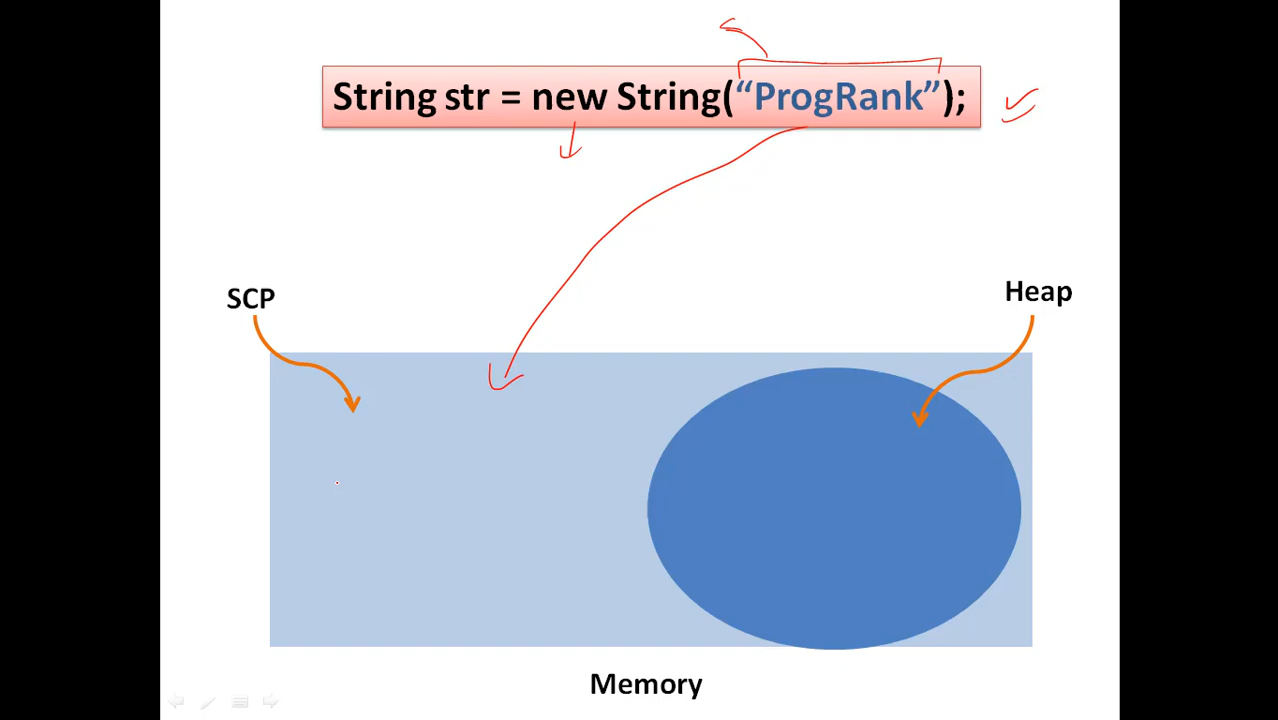 String str = new String(“ProgRank”);
SCP
Heap
Memory